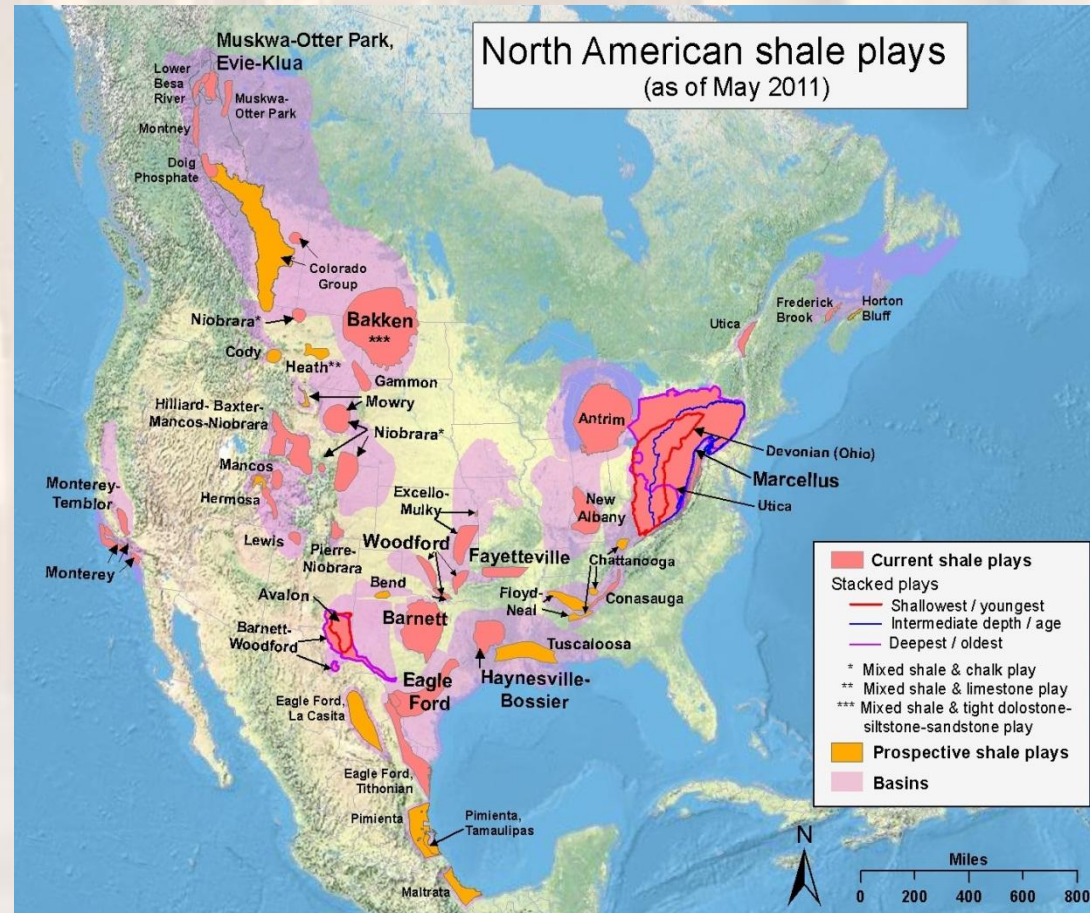 North American shale plays
(as of May 2011)
Muskwa-Otter Park,
Evie-Klua
Lower
Besa
River
Muskwa-
Otter Park
Montney
Doig
Phosphate
Colorado
Group
Niobrara*
Bakken
***
Cody
Heath**
Gammon
Mowry
Hilliard- Baxter-
Mancos-Niobrara
Niobrara*
Antrim
Utica
Frederick
Brook
Horton
Bluff
Devonian (Ohio)
Marcellus
Utica
Mancos
Monterey-
Temblor
Hermosa
Excello-
Mulky
New
Albany
Lewis
Pierre-
Niobrara
Woodford
Fayetteville
Chattanooga
Monterey
Bend
Avalon
Barnett
Floyd-
Neal
Conasauga
Barnett-
Woodford
Tuscaloosa
Eagle
Ford
Haynesville-
Bossier
Eagle Ford,
La Casita
Eagle Ford,
Tithonian
Pimienta
Pimienta,
Tamaulipas
Maltrata
Current shale plays
Stacked plays
Shallowest / youngest
Intermediate depth / age
Deepest / oldest
* Mixed shale & chalk play
** Mixed shale & limestone play
*** Mixed shale & tight dolostone-
siltstone-sandstone play
Prospective shale plays
Basins
N
Miles
0 200 400 600 800